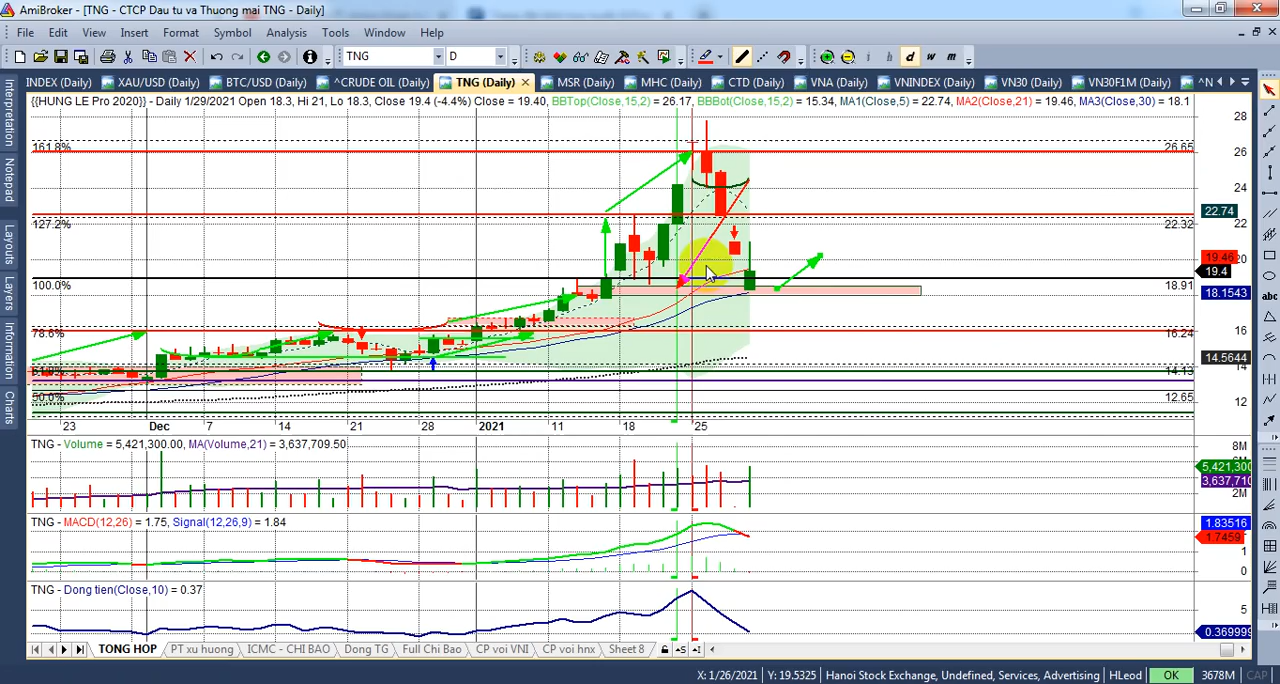 AmiBroker - [TNG - CTCP Dau tu va Thuong mai TNG - Daily]
File Edit View Insert Format Symbol Analysis Tools Window Help
TNG D i h d w m
INDEX (Daily) XAU/USD (Daily) BTC/USD (Daily) ^CRUDE OIL (Daily) TNG (Daily) MSR (Daily) MHC (Daily) CTD (Daily) VNA (Daily) VNINDEX (Daily) VN30 (Daily) VN30F1M (Daily) ^N
{{HUNG LE Pro 2020}} - Daily 1/29/2021 Open 18.3, Hi 21, Lo 18.3, Close 19.4 (-4.4%) Close = 19.40, BBTop(Close,15,2) = 26.17, BBBot(Close,15,2) = 15.34, MA1(Close,5) = 22.74, MA2(Close,21) = 19.46, MA3(Close,30) = 18.1
Interpretation
Notepad
Layouts
Layers
Information
Charts
28
161.8% 26.65
26
24
22.74
127.2% 22.32
20
19.46
19.4
100.0% 18.91
18.1543
16
78.6% 16.24
14.5644
14.13
14
50.0% 12.65
12
23 Dec 7 14 21 28 2021 11 18 25
TNG - Volume = 5,421,300.00, MA(Volume,21) = 3,637,709.50
8M
5,421,300
3,637,710
2M
TNG - MACD(12,26) = 1.75, Signal(12,26,9) = 1.84
1.83516
1.7459
1
0
TNG - Dong tien(Close,10) = 0.37
5
0.369999
TONG HOP PT xu huong ICMC - CHI BAO Dong TG Full Chi Bao CP voi VNI CP voi hnx Sheet 8
abc
X: 1/26/2021 Y: 19.5325 Hanoi Stock Exchange, Undefined, Services, Advertising HLeod OK 3678M CAP